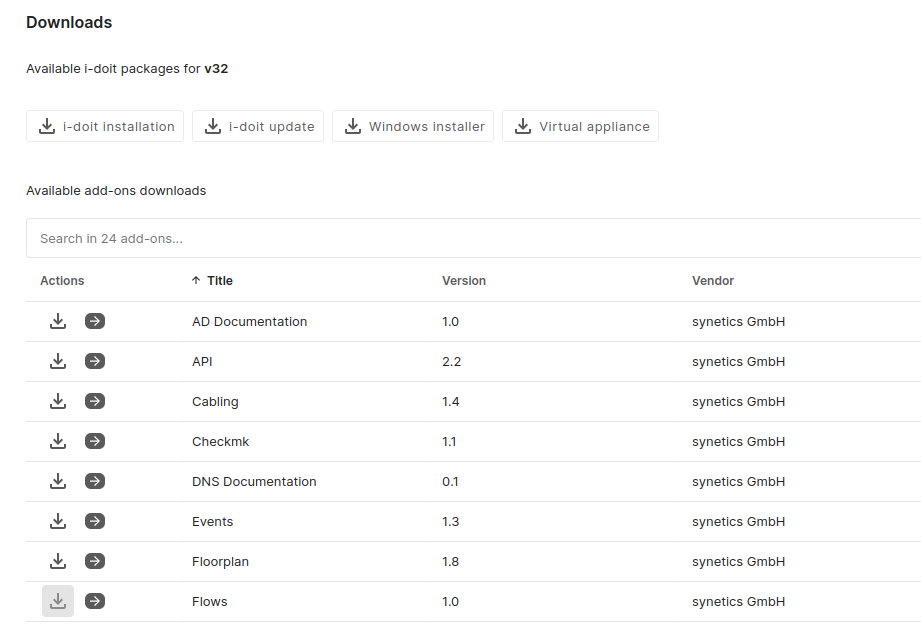 Downloads
Available i-doit packages for v32
i-doit installation i-doit update Windows installer Virtual appliance
Available add-ons downloads
Search in 24 add-ons...
Actions Title Version Vendor
AD Documentation 1.0 synetics GmbH
API 2.2 synetics GmbH
Cabling 1.4 synetics GmbH
Checkmk 1.1 synetics GmbH
DNS Documentation 0.1 synetics GmbH
Events 1.3 synetics GmbH
Floorplan 1.8 synetics GmbH
Flows 1.0 synetics GmbH